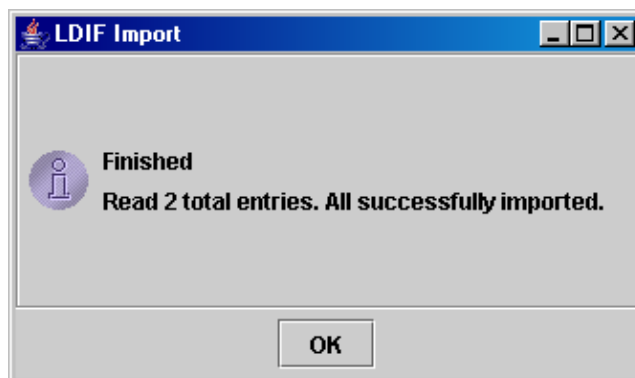 LDIF Import
Finished
Read 2 total entries. All successfully imported.
OK